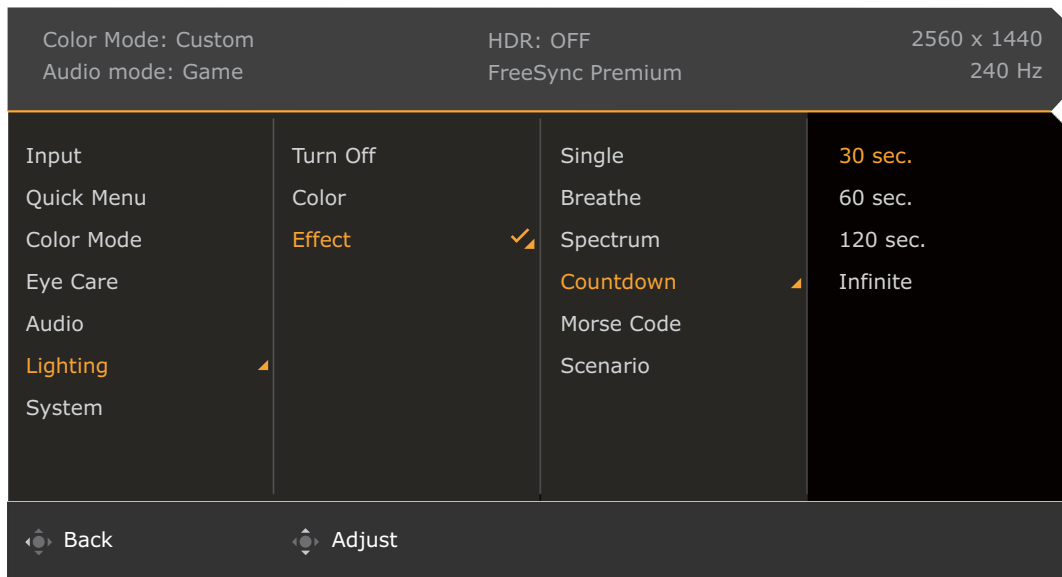 Color Mode: Custom
Audio mode: Game
HDR: OFF
FreeSync Premium
2560 x 1440
240 Hz
Input
Quick Menu
Color Mode
Eye Care
Audio
Lighting
System
Turn Off
Color
Effect
Single
Breathe
Spectrum
Countdown
Morse Code
Scenario
30 sec.
60 sec.
120 sec.
Infinite
Back
Adjust